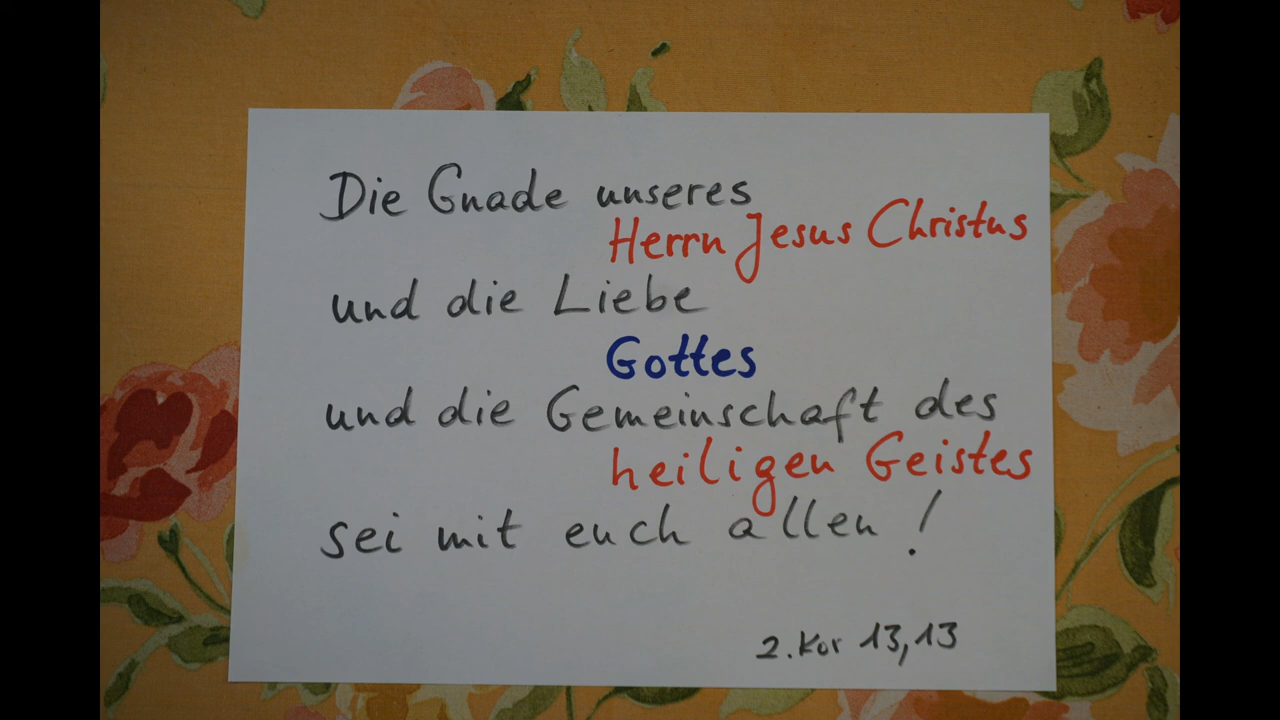 Die Gnade unseres
Herrn Jesus Christus
und die Liebe
Gottes
und die Gemeinschaft des
heiligen Geistes
sei mit euch allen!
2. Kor 13,13